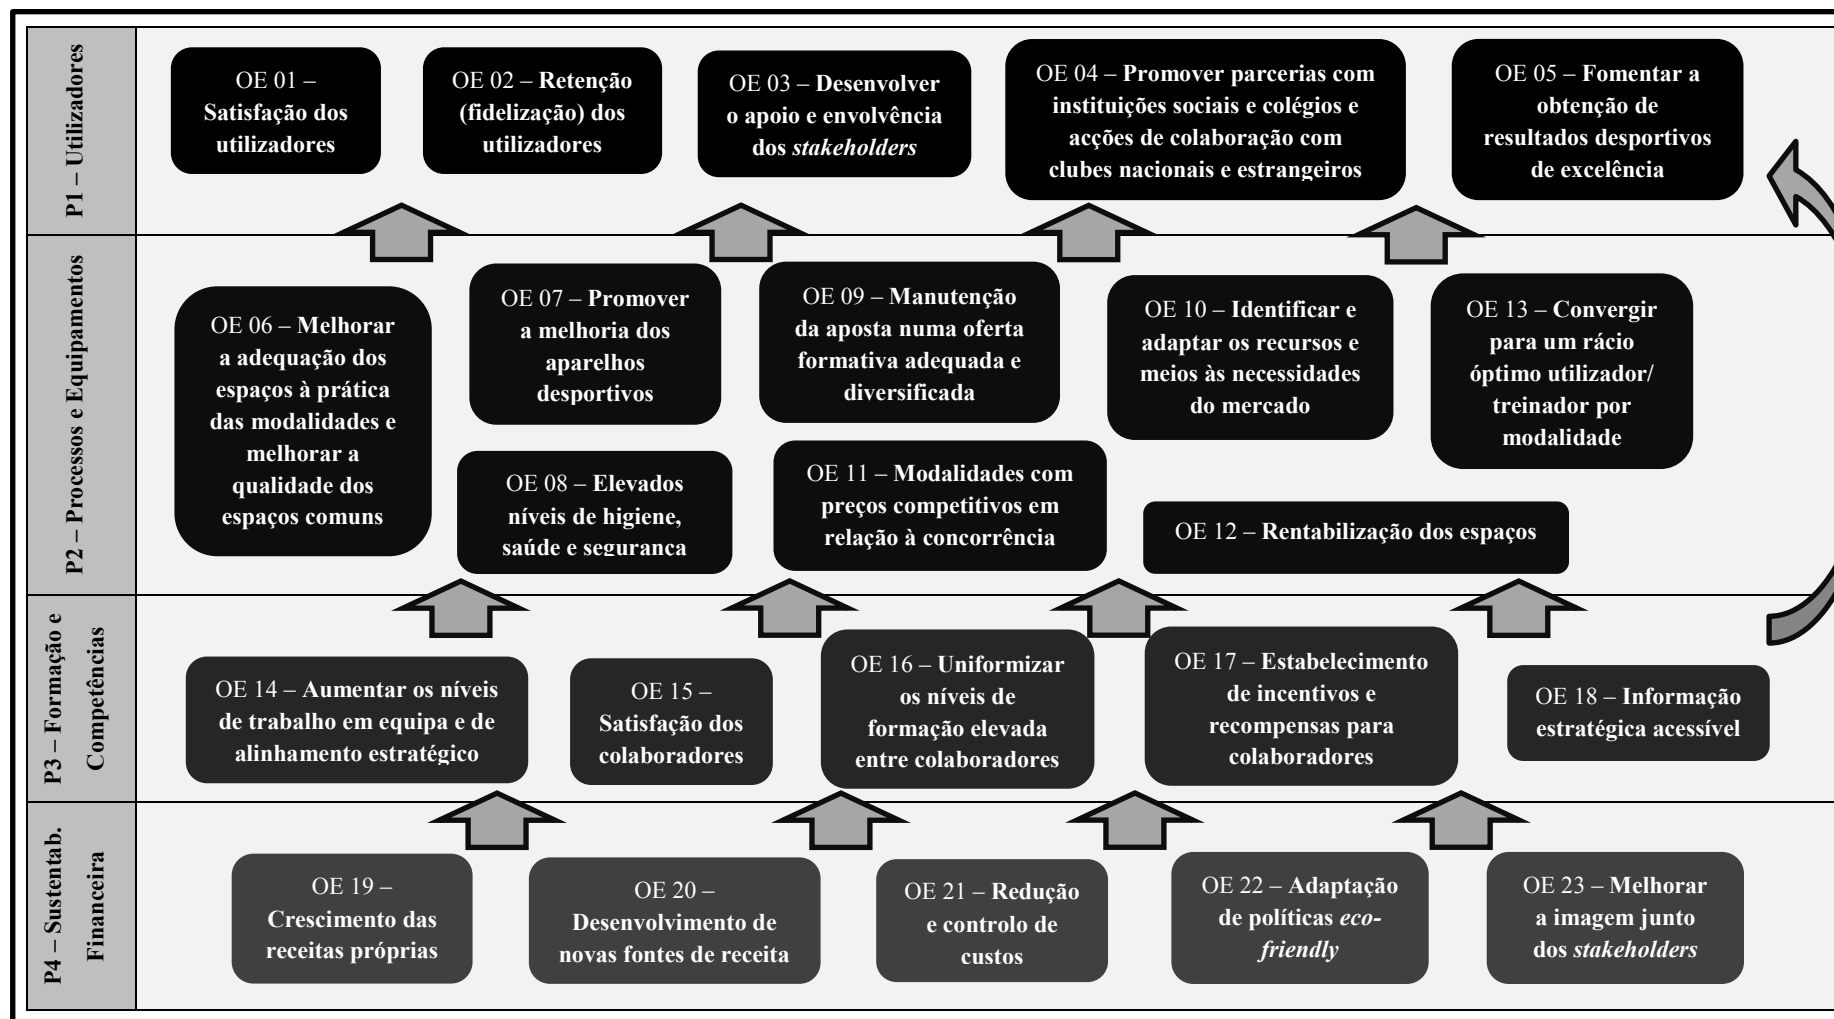 P1 – Utilizadores
OE 01 –
Satisfação dos
utilizadores
OE 02 – Retenção
(fidelização) dos
utilizadores
OE 03 – Desenvolver
o apoio e envolvência
dos stakeholders
OE 04 – Promover parcerias com
instituições sociais e colégios e
acções de colaboração com
clubes nacionais e estrangeiros
OE 05 – Fomentar a
obtenção de
resultados desportivos
de excelência
P2 – Processos e Equipamentos
OE 06 – Melhorar
a adequação dos
espaços à prática
das modalidades e
melhorar a
qualidade dos
espaços comuns
OE 07 – Promover
a melhoria dos
aparelhos
desportivos
OE 08 – Elevados
níveis de higiene,
saúde e segurança
OE 09 – Manutenção
da aposta numa oferta
formativa adequada e
diversificada
OE 10 – Identificar e
adaptar os recursos e
meios às necessidades
do mercado
OE 11 – Modalidades com
preços competitivos em
relação à concorrência
OE 12 – Rentabilização dos espaços
OE 13 – Convergir
para um rácio
óptimo utilizador/
treinador por
modalidade
P3 – Formação e
Competências
OE 14 – Aumentar os níveis
de trabalho em equipa e de
alinhamento estratégico
OE 15 –
Satisfação dos
colaboradores
OE 16 – Uniformizar
os níveis de
formação elevada
entre colaboradores
OE 17 – Estabelecimento
de incentivos e
recompensas para
colaboradores
OE 18 – Informação
estratégica acessível
P4 – Sustentab.
Financeira
OE 19 –
Crescimento das
receitas próprias
OE 20 –
Desenvolvimento de
novas fontes de receita
OE 21 – Redução
e controlo de
custos
OE 22 – Adaptação
de políticas eco-
friendly
OE 23 – Melhorar
a imagem junto
dos stakeholders